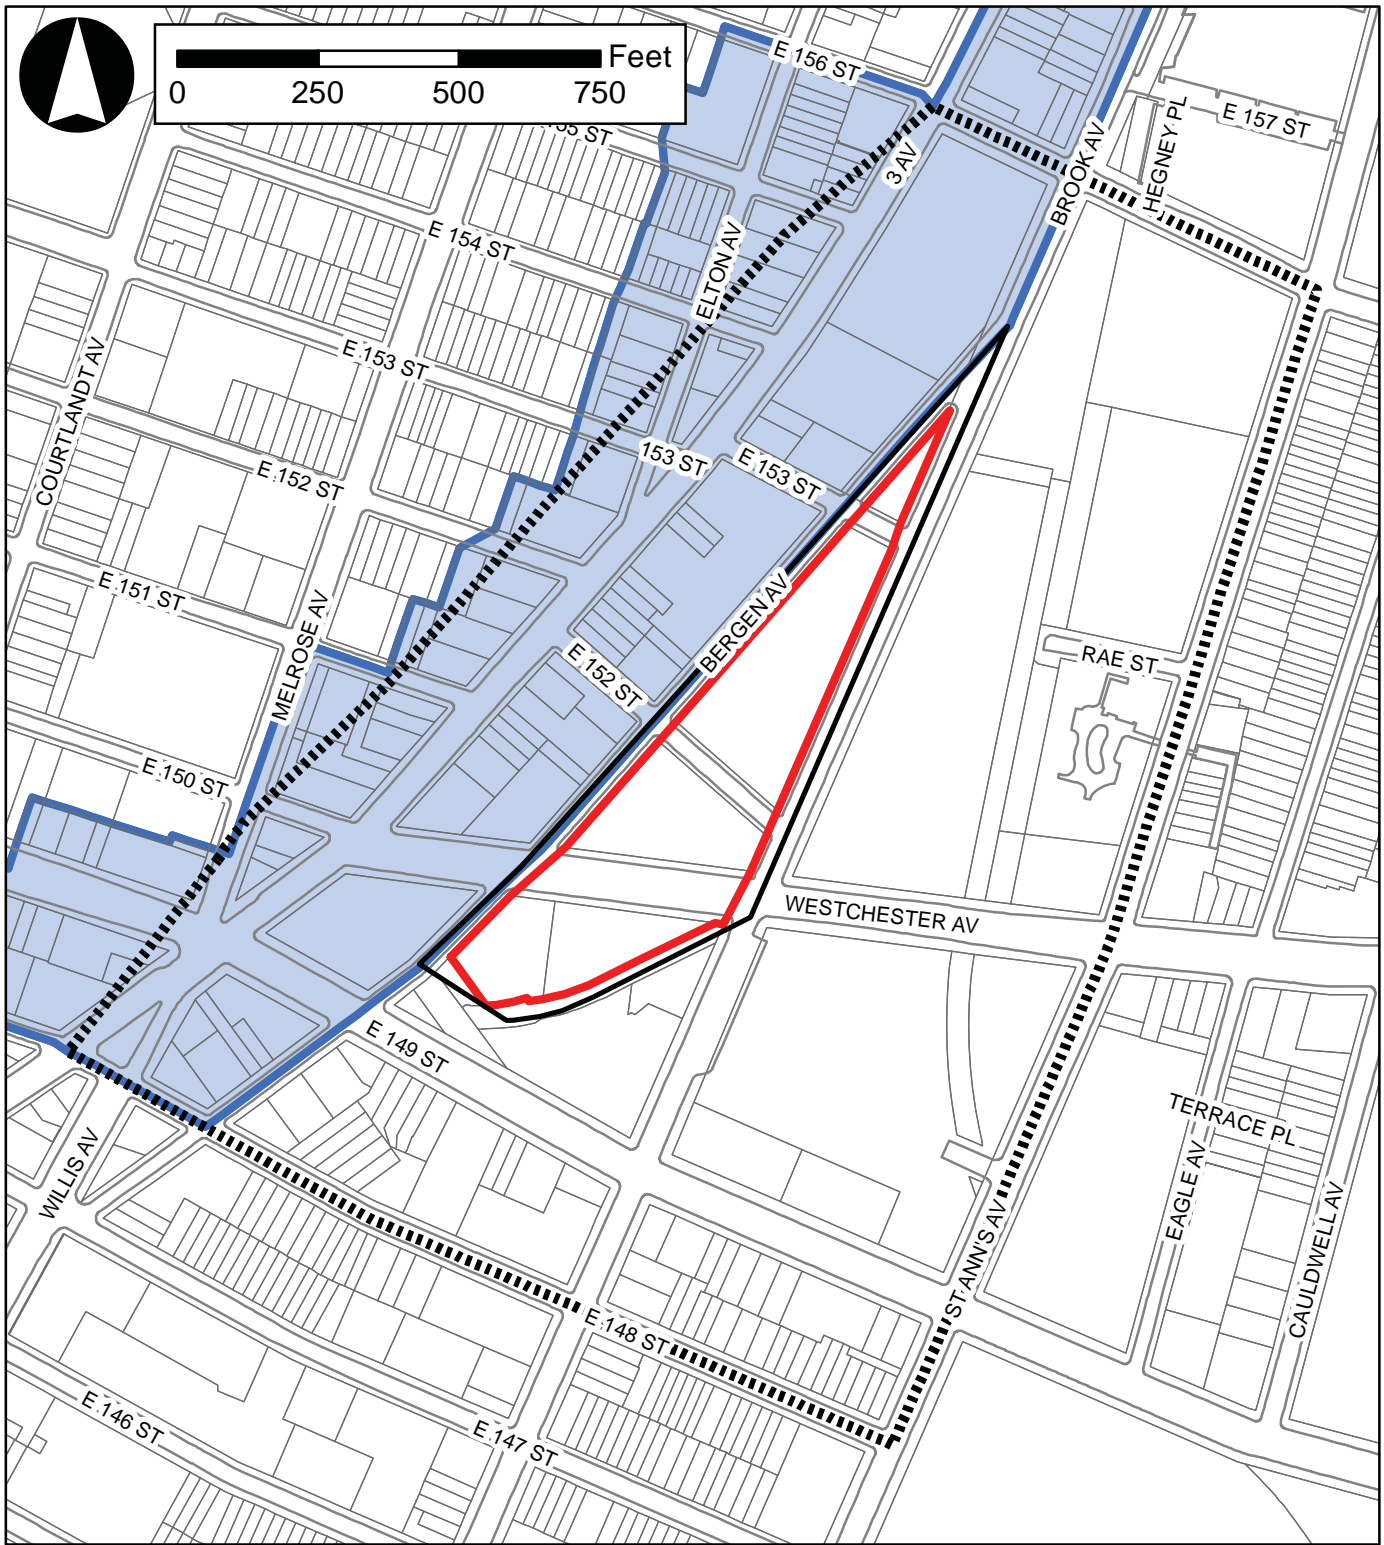 Feet
0 250 500 750
E 156 ST
E 157 ST
HEGNEY PL
BROOK AV
3 AV
55 ST
E 154 ST
ELTON AV
E 153 ST
COURTLANDT AV
E 152 ST
153 ST
E 153 ST
E 151 ST
MELROSE AV
BERGEN AV
E 152 ST
RAE ST
E 150 ST
WESTCHESTER AV
E 149 ST
TERRACE PL
WILLIS AV
EAGLE AV
CAULDWELL AV
ST ANN'S AV
E 148 ST
E 146 ST
E 147 ST